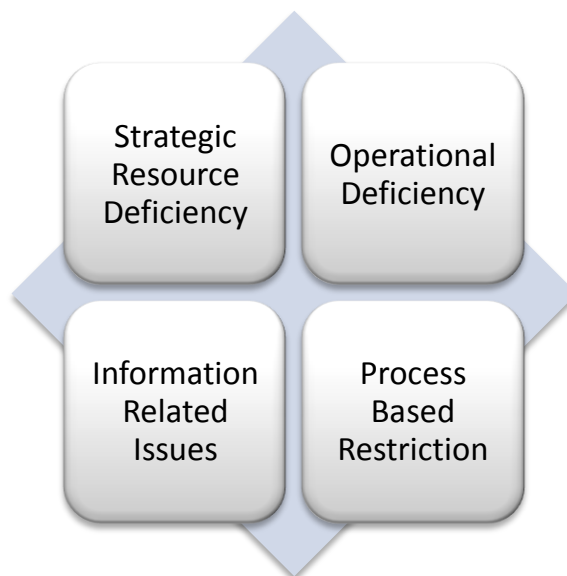 Strategic
Resource
Deficiency
Operational
Deficiency
Information
Related
Issues
Process
Based
Restriction